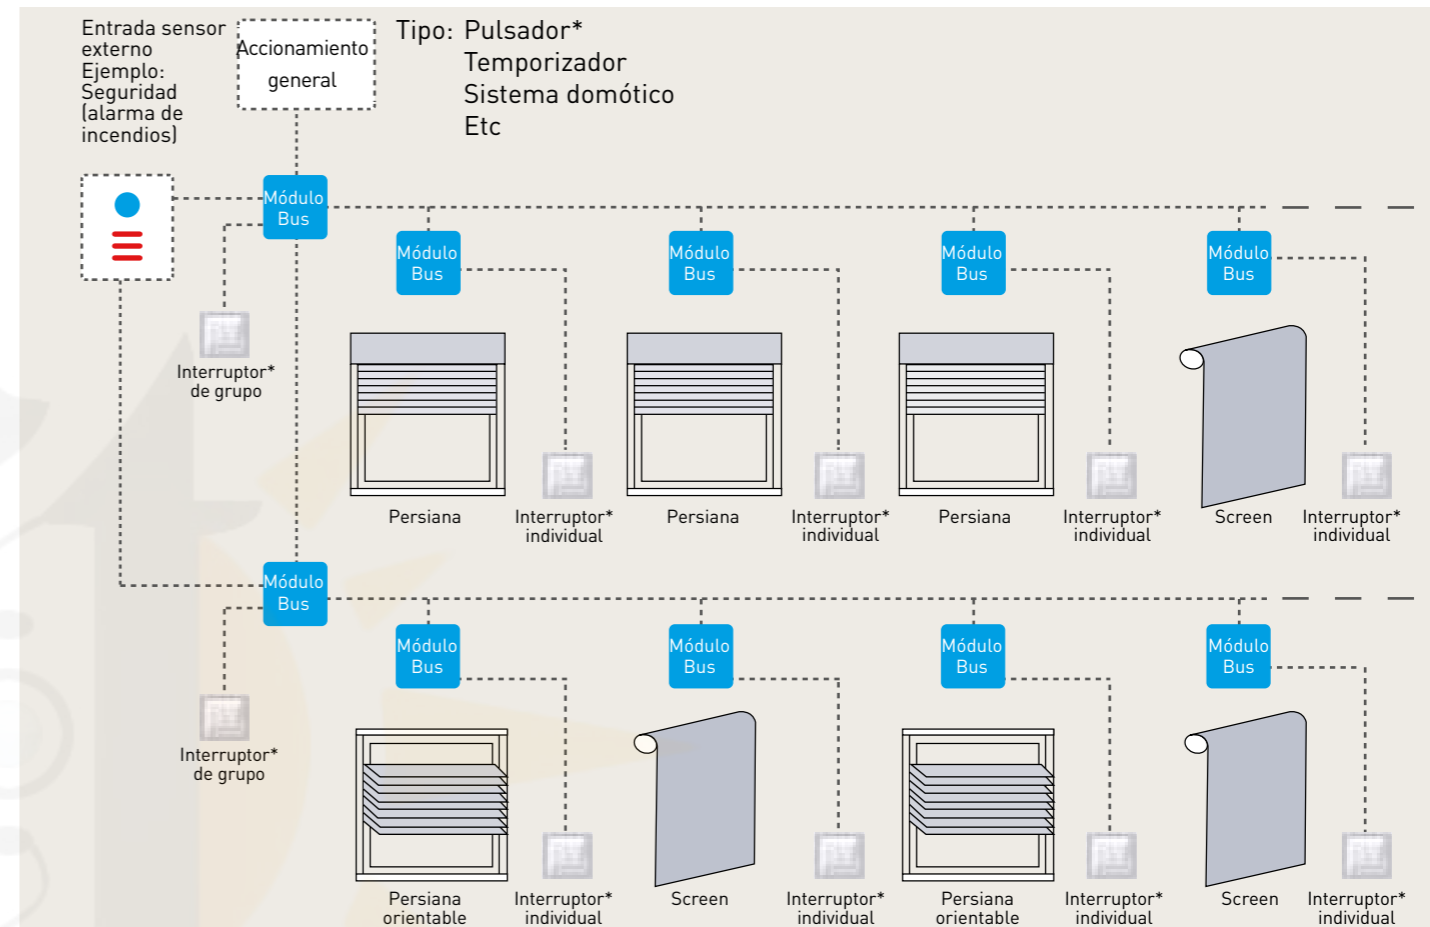 Entrada sensor
externo
Ejemplo:
Seguridad
(alarma de
incendios)
Accionamiento
general
Tipo: Pulsador*
Temporizador
Sistema domótico
Etc
Módulo
Bus
Módulo
Bus
Módulo
Bus
Módulo
Bus
Módulo
Bus
Interruptor*
de grupo
Persiana
Interruptor*
individual
Persiana
Interruptor*
individual
Persiana
Interruptor*
individual
Screen
Interruptor*
individual
Módulo
Bus
Módulo
Bus
Módulo
Bus
Módulo
Bus
Módulo
Bus
Interruptor*
de grupo
Persiana
orientable
Interruptor*
individual
Screen
Interruptor*
individual
Persiana
orientable
Interruptor*
individual
Screen
Interruptor*
individual